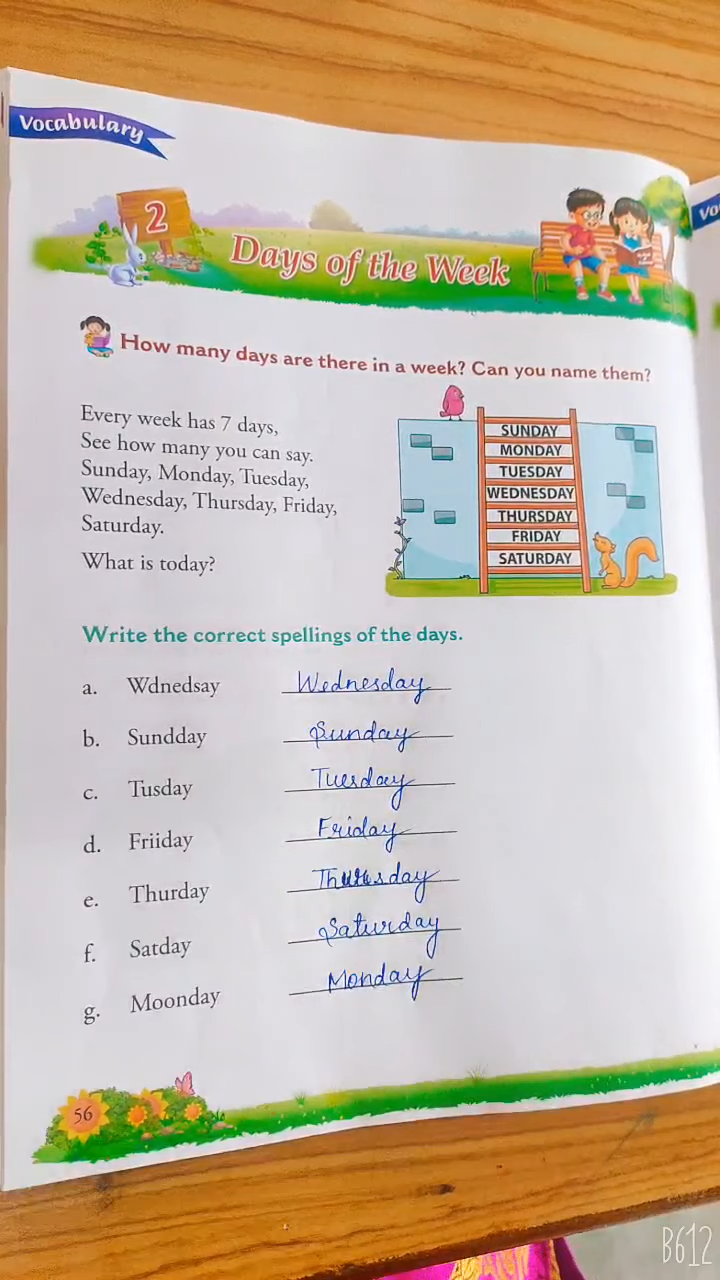 Vocabulary
Vo
2
Days of the Week
How many days are there in a week? Can you name them?
Every week has 7 days,
See how many you can say.
Sunday, Monday, Tuesday,
Wednesday, Thursday, Friday,
Saturday.
What is today?
SUNDAY
MONDAY
TUESDAY
WEDNESDAY
THURSDAY
FRIDAY
SATURDAY
Write the correct spellings of the days.
a. Wdnedsay Wednesday
b. Sundday Sunday
c. Tusday Tuesday
d. Friiday Friday
e. Thurday Thursday
f. Satday Saturday
g. Moonday Monday
56
B612